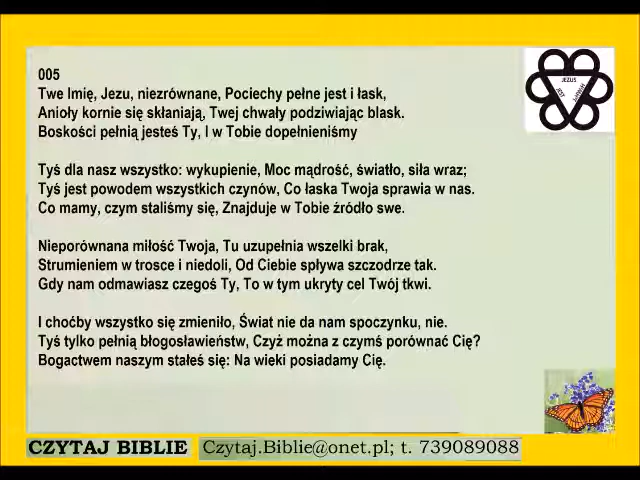 005
Twe Imię, Jezu, niezrównane, Pociechy pełne jest i łask,
Anioły kornie się skłaniają, Twej chwały podziwiając blask.
Boskości pełnią jesteś Ty, I w Tobie dopełnieniśmy
Tyś dla nasz wszystko: wykupienie, Moc mądrość, światło, siła wraz;
Tyś jest powodem wszystkich czynów, Co łaska Twoja sprawia w nas.
Co mamy, czym staliśmy się, Znajduje w Tobie źródło swe.
Nieporównana miłość Twoja, Tu uzupełnia wszelki brak,
Strumieniem w trosce i niedoli, Od Ciebie spływa szczodrze tak.
Gdy nam odmawiasz czegoś Ty, To w tym ukryty cel Twój tkwi.
I choćby wszystko się zmieniło, Świat nie da nam spoczynku, nie.
Tyś tylko pełnią błogosławieństw, Czyż można z czymś porównać Cię?
Bogactwem naszym stałeś się: Na wieki posiadamy Cię.
JEZUS
JEST
CZYTAJ BIBLIE Czytaj.Biblie@onet.pl; t. 739089088